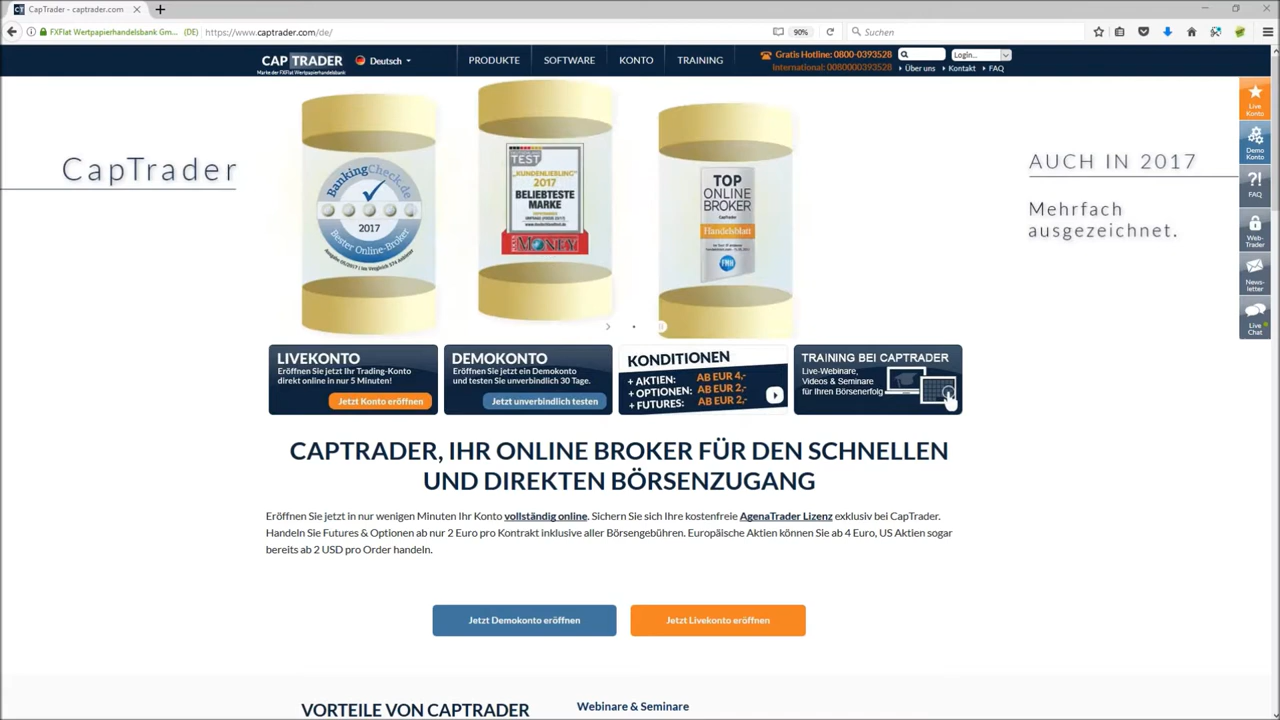 CapTrader - captrader.com
FXFlat Wertpapierhandelsbank Gm... (DE)
https://www.captrader.com/de/
90%
Suchen
CAP TRADER
Marke der FXFlat Wertpapierhandelsbank
Deutsch
PRODUKTE
SOFTWARE
KONTO
TRAINING
Gratis Hotline: 0800-0393528
International: 0080000393528
Login...
Über uns
Kontakt
FAQ
CapTrader
BankingCheck.de
2017
Bester Online-Broker
TEST
„KUNDENLIEBLING"
2017
BELIEBTESTE
MARKE
FOCUS
MONEY
TOP
ONLINE
BROKER
CapTrader
Handelsblatt
FMH
AUCH IN 2017
Mehrfach
ausgezeichnet.
Live
Konto
Demo
Konto
?!
FAQ
Web-
Trader
News-
letter
Live
Chat
LIVEKONTO
Eröffnen Sie jetzt Ihr Trading-Konto
direkt online in nur 5 Minuten!
Jetzt Konto eröffnen
DEMOKONTO
Eröffnen Sie jetzt ein Demokonto
und testen Sie unverbindlich 30 Tage.
Jetzt unverbindlich testen
KONDITIONEN
+ AKTIEN: AB EUR 4,-
+ OPTIONEN: AB EUR 2,-
+ FUTURES: AB EUR 2,-
TRAINING BEI CAPTRADER
Live-Webinare,
Videos & Seminare
für Ihren Börsenerfolg
CAPTRADER, IHR ONLINE BROKER FÜR DEN SCHNELLEN
UND DIREKTEN BÖRSENZUGANG
Eröffnen Sie jetzt in nur wenigen Minuten Ihr Konto vollständig online. Sichern Sie sich Ihre kostenfreie AgenaTrader Lizenz exklusiv bei CapTrader.
Handeln Sie Futures & Optionen ab nur 2 Euro pro Kontrakt inklusive aller Börsengebühren. Europäische Aktien können Sie ab 4 Euro, US Aktien sogar
bereits ab 2 USD pro Order handeln.
Jetzt Demokonto eröffnen
Jetzt Livekonto eröffnen
VORTEILE VON CAPTRADER
Webinare & Seminare